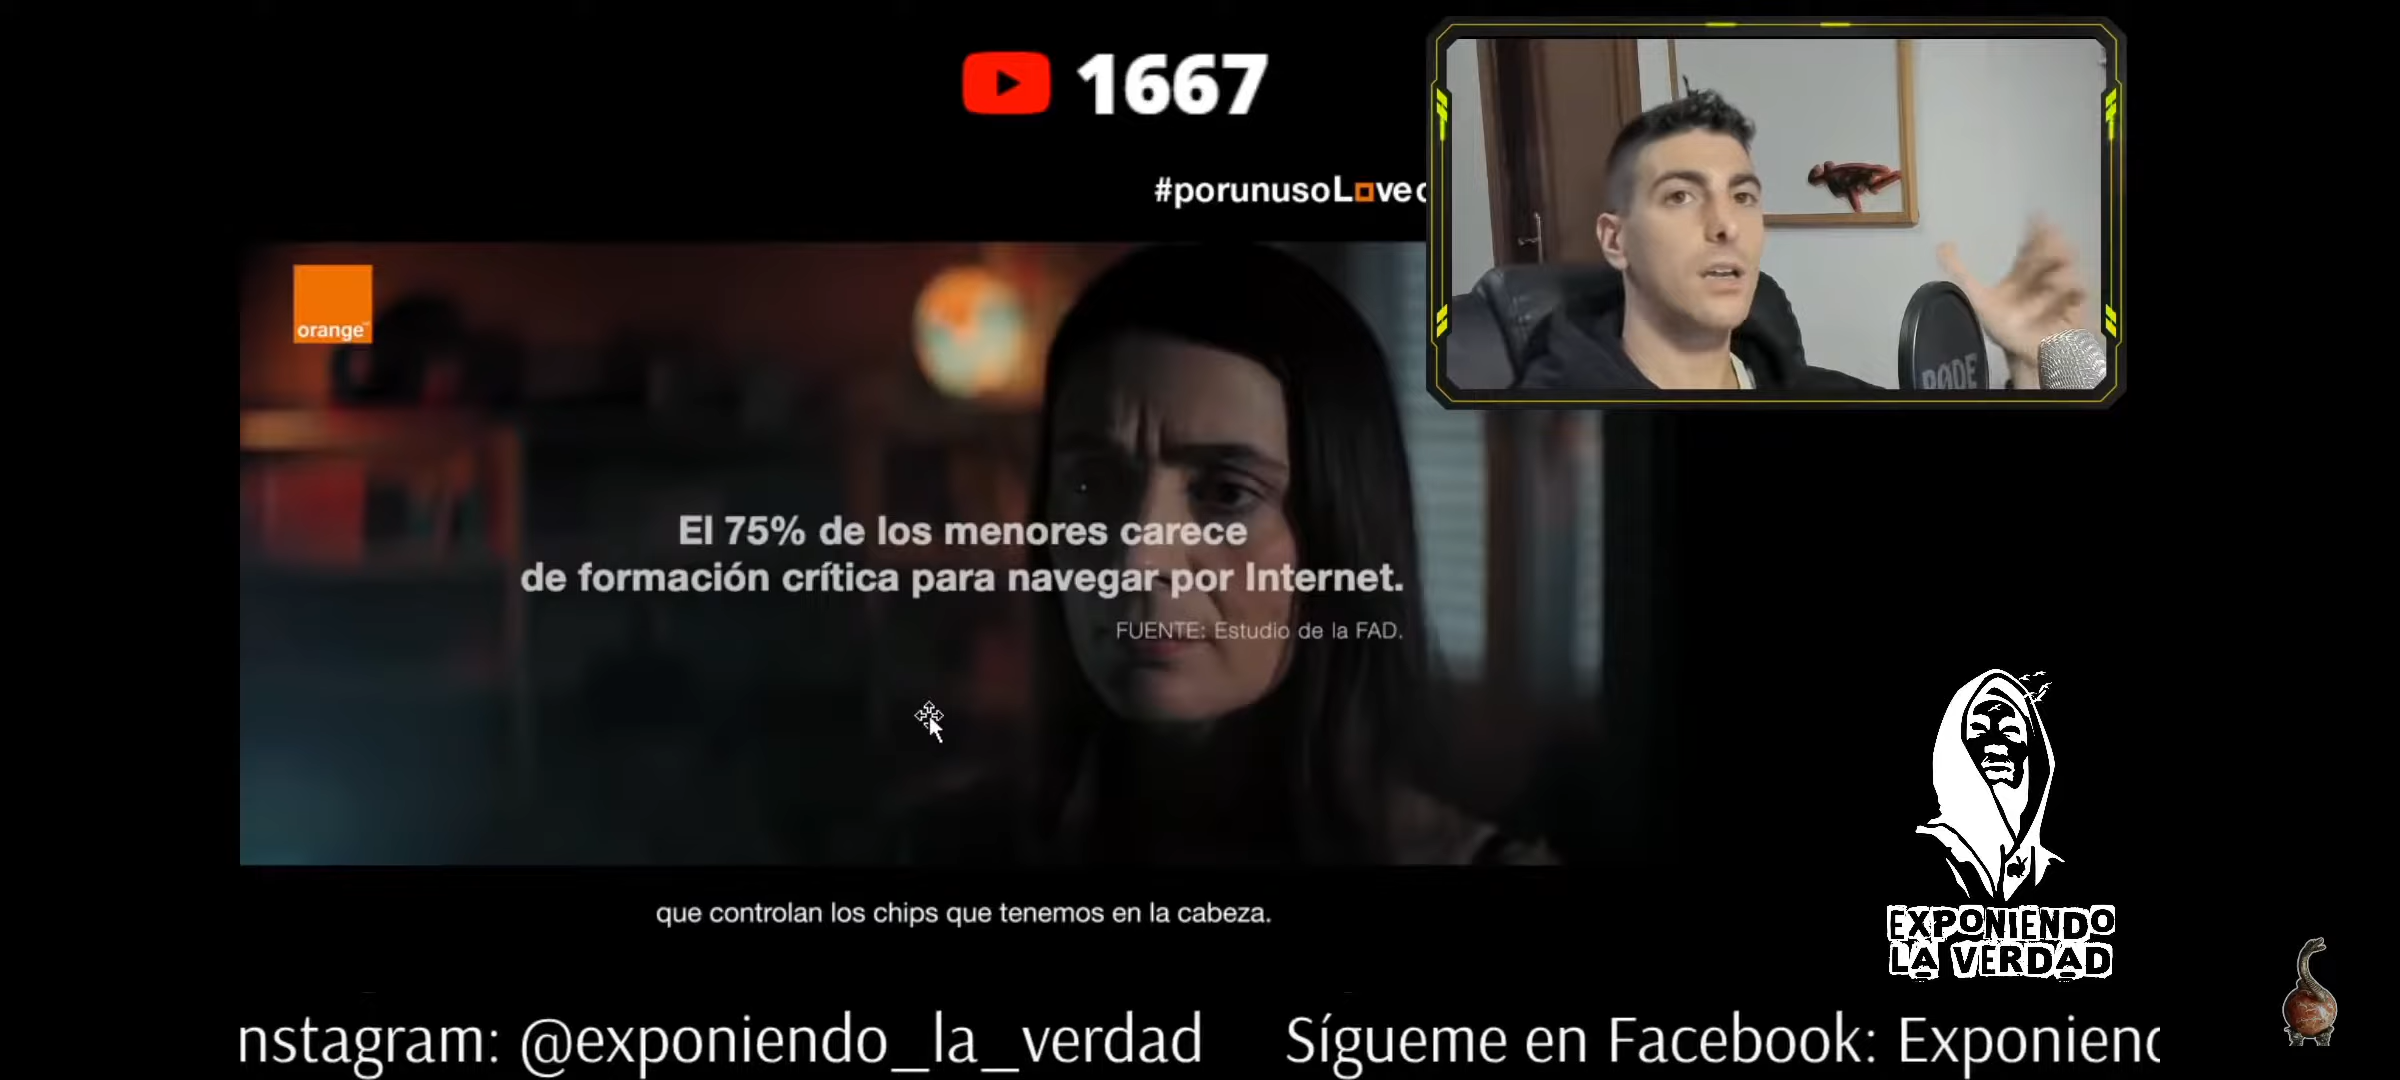 1667
#porunusoLove
orange
El 75% de los menores carece
de formación crítica para navegar por Internet.
FUENTE: Estudio de la FAD.
RØDE
que controlan los chips que tenemos en la cabeza.
EXPONIENDO
LA VERDAD
nstagram: @exponiendo_la_verdad Sígueme en Facebook: Exponien